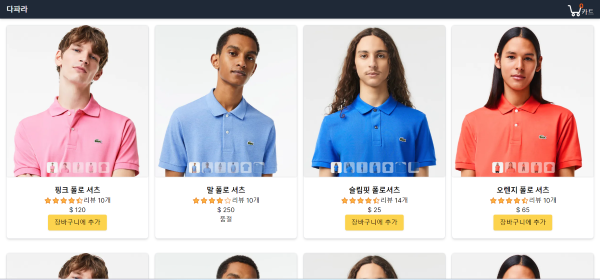 다파라
카트
핑크 폴로 셔츠
리뷰 10개
$ 120
장바구니에 추가
말 폴로 셔츠
리뷰 10개
$ 250
품절
슬림핏 폴로셔츠
리뷰 14개
$ 25
장바구니에 추가
오렌지 폴로 셔츠
리뷰 10개
$ 65
장바구니에 추가